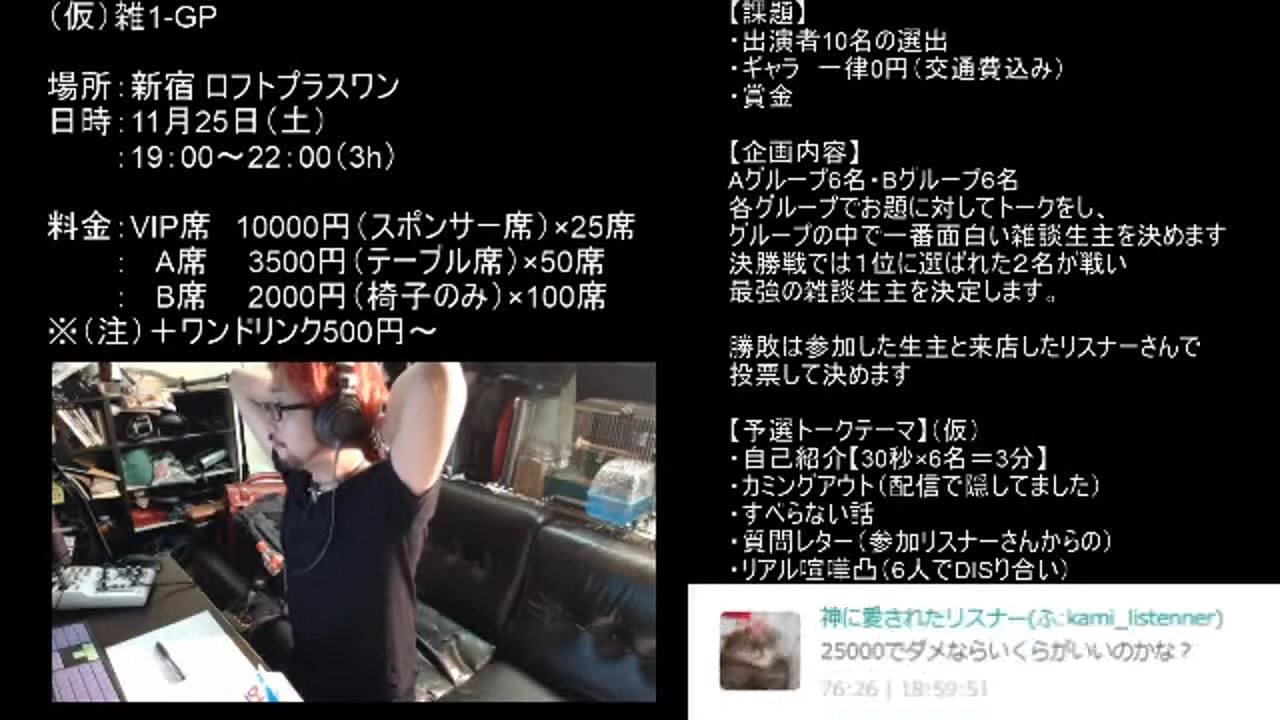 (仮)雑1-GP
場所:新宿 ロフトプラスワン
日時:11月25日(土)
:19:00～22:00(3h)
料金:VIP席 10000円(スポンサー席)×25席
: A席 3500円(テーブル席)×50席
: B席 2000円(椅子のみ)×100席
※(注)+ワンドリンク500円～
【課題】
・出演者10名の選出
・ギャラ 一律0円(交通費込み)
・賞金
【企画内容】
Aグループ6名・Bグループ6名
各グループでお題に対してトークをし、
グループの中で一番面白い雑談生主を決めます
決勝戦では1位に選ばれた2名が戦い
最強の雑談生主を決定します。
勝敗は参加した生主と来店したリスナーさんで
投票して決めます
【予選トークテーマ】(仮)
・自己紹介【30秒×6名=3分】
・カミングアウト(配信で隠してました)
・すべらない話
・質問レター(参加リスナーさんからの)
・リアル喧嘩凸(6人でDISり合い)
神に愛されたリスナー(ふ:kami_listenner)
25000でダメならいくらがいいのかな?
76:26 | 18:59:51